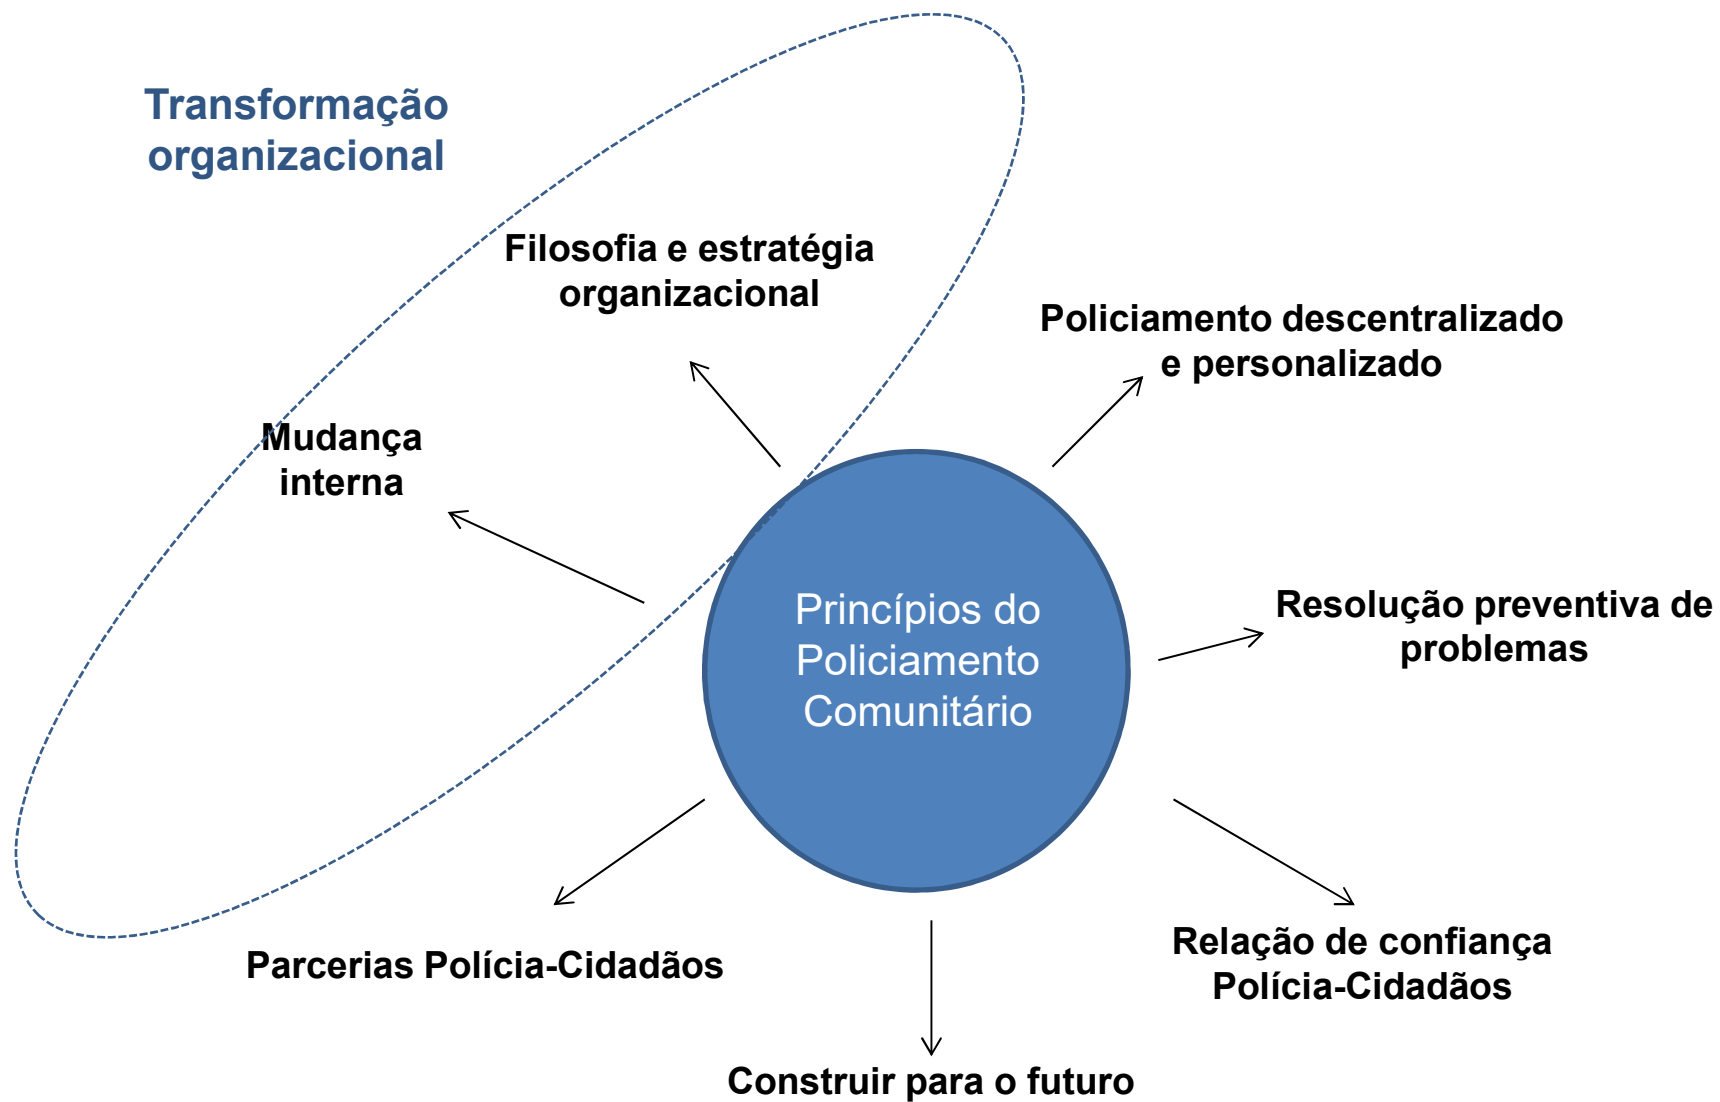 Transformação
organizacional
Filosofia e estratégia
organizacional
Policiamento descentralizado
e personalizado
Mudança
interna
Princípios do
Policiamento
Comunitário
Resolução preventiva de
problemas
Parcerias Polícia-Cidadãos
Relação de confiança
Polícia-Cidadãos
Construir para o futuro